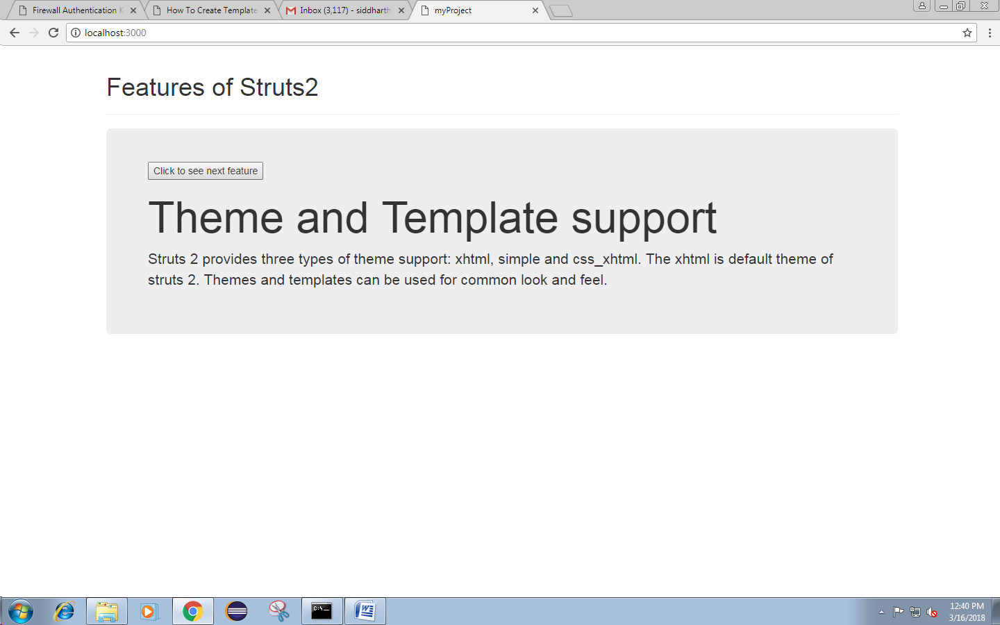 Firewall Authentication K
How To Create Template
Inbox (3,117) - siddharth
myProject
localhost:3000
Features of Struts2
Click to see next feature
Theme and Template support
Struts 2 provides three types of theme support: xhtml, simple and css_xhtml. The xhtml is default theme of
struts 2. Themes and templates can be used for common look and feel.
C:\_
W
12:40 PM
3/16/2018